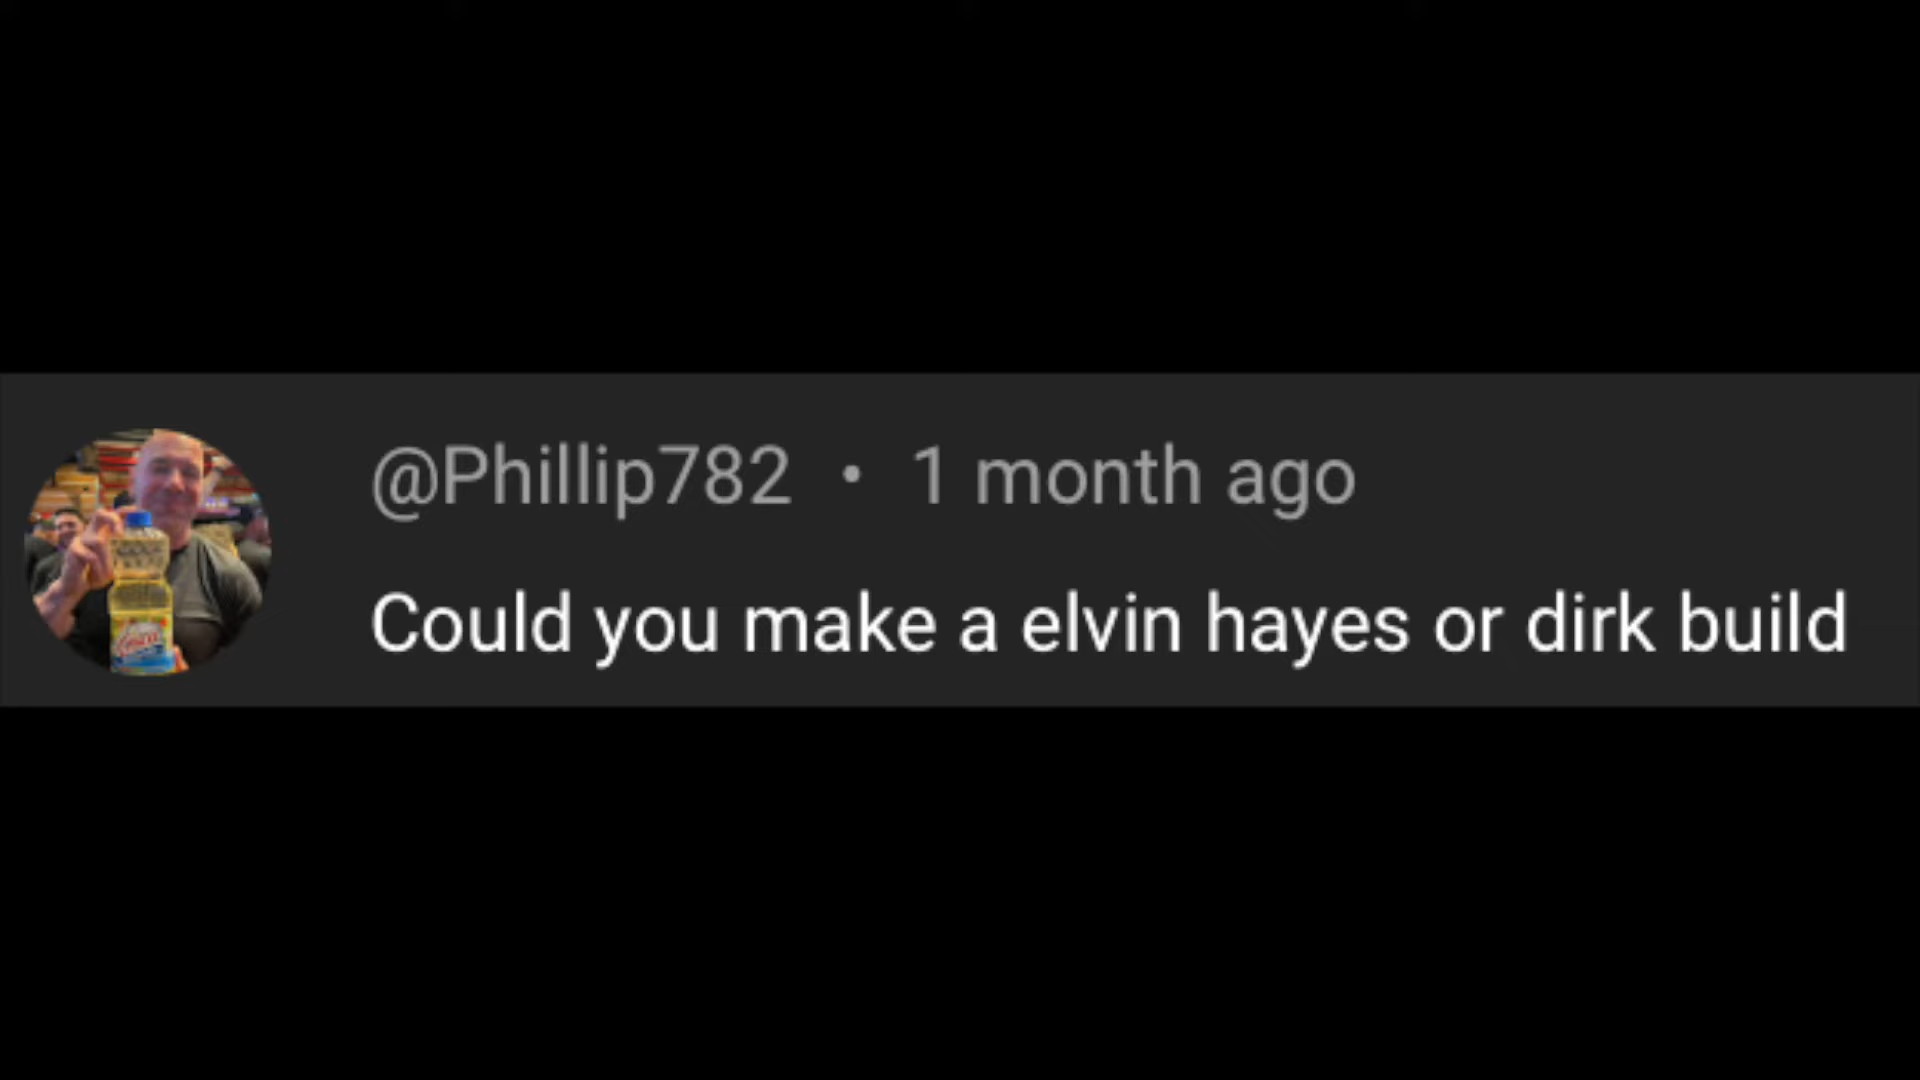 @Phillip782 • 1 month ago
Could you make a elvin hayes or dirk build